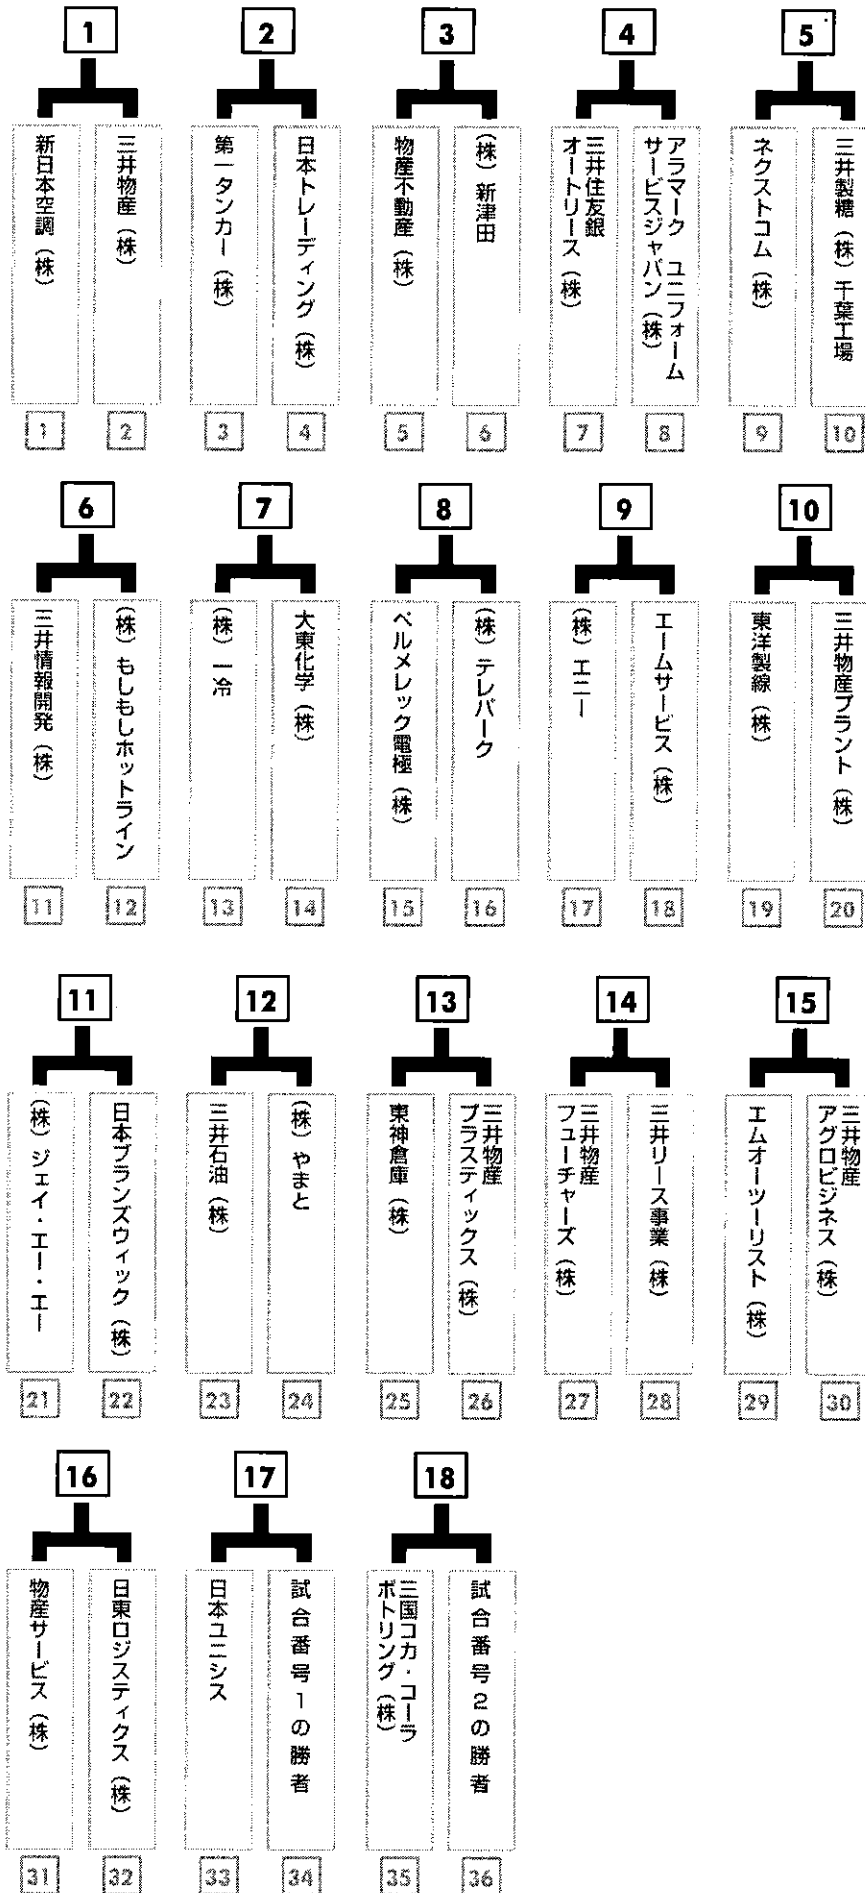 1
新日本空調（株）
三井物産（株）
1
2
2
第一タンカー（株）
日本トレーディング（株）
3
4
3
物産不動産（株）
（株）新津田
5
6
4
三井住友銀
オートリース（株）
アラマーク ユニフォーム
サービスジャパン（株）
7
8
5
ネクストコム（株）
三井製糖（株）千葉工場
9
10
6
三井情報開発（株）
（株）もしもしホットライン
11
12
7
（株）一冷
大東化学（株）
13
14
8
ペルメレック電極（株）
（株）テレパーク
15
16
9
（株）エニー
エームサービス（株）
17
18
10
東洋製線（株）
三井物産プラント（株）
19
20
11
（株）ジェイ・エー・エー
日本ブランズウィック（株）
21
22
12
三井石油（株）
（株）やまと
23
24
13
東神倉庫（株）
三井物産
プラスティックス（株）
25
26
14
三井物産
フューチャーズ（株）
三井リース事業（株）
27
28
15
エムオーツーリスト（株）
三井物産
アグロビジネス（株）
29
30
16
物産サービス（株）
日東ロジスティクス（株）
31
32
17
日本ユニシス
試合番号1の勝者
33
34
18
三国コカ・コーラ
ボトリング（株）
試合番号2の勝者
35
36